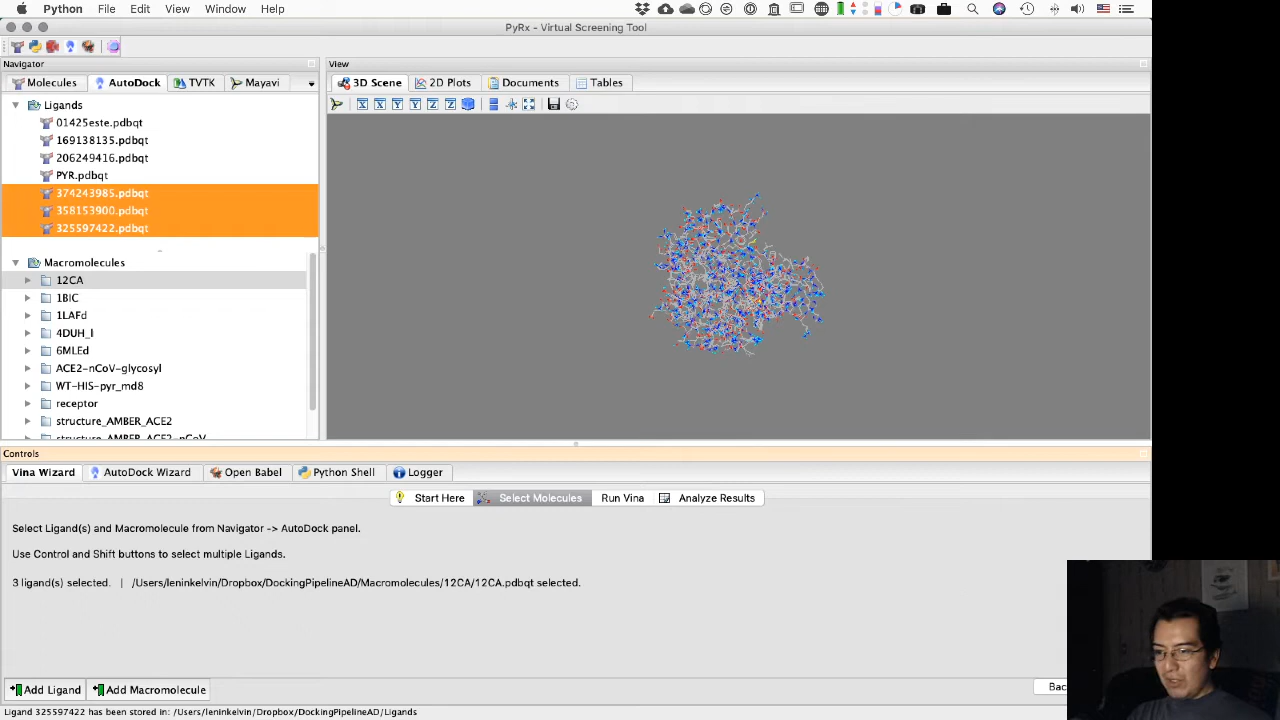 Python File Edit View Window Help
PyRx - Virtual Screening Tool
Navigator
View
Molecules AutoDock TVTK Mayavi
3D Scene 2D Plots Documents Tables
Ligands
01425este.pdbqt
169138135.pdbqt
206249416.pdbqt
PYR.pdbqt
374243985.pdbqt
358153900.pdbqt
325597422.pdbqt
Macromolecules
12CA
1BIC
1LAFd
4DUH_l
6MLEd
ACE2-nCoV-glycosyl
WT-HIS-pyr_md8
receptor
structure_AMBER_ACE2
structure_AMBER_ACE2-nCoV
Controls
Vina Wizard AutoDock Wizard Open Babel Python Shell Logger
Start Here Select Molecules Run Vina Analyze Results
Select Ligand(s) and Macromolecule from Navigator -> AutoDock panel.
Use Control and Shift buttons to select multiple Ligands.
3 ligand(s) selected. | /Users/leninkelvin/Dropbox/DockingPipelineAD/Macromolecules/12CA/12CA.pdbqt selected.
Add Ligand Add Macromolecule
Bac
Ligand 325597422 has been stored in: /Users/leninkelvin/Dropbox/DockingPipelineAD/Ligands